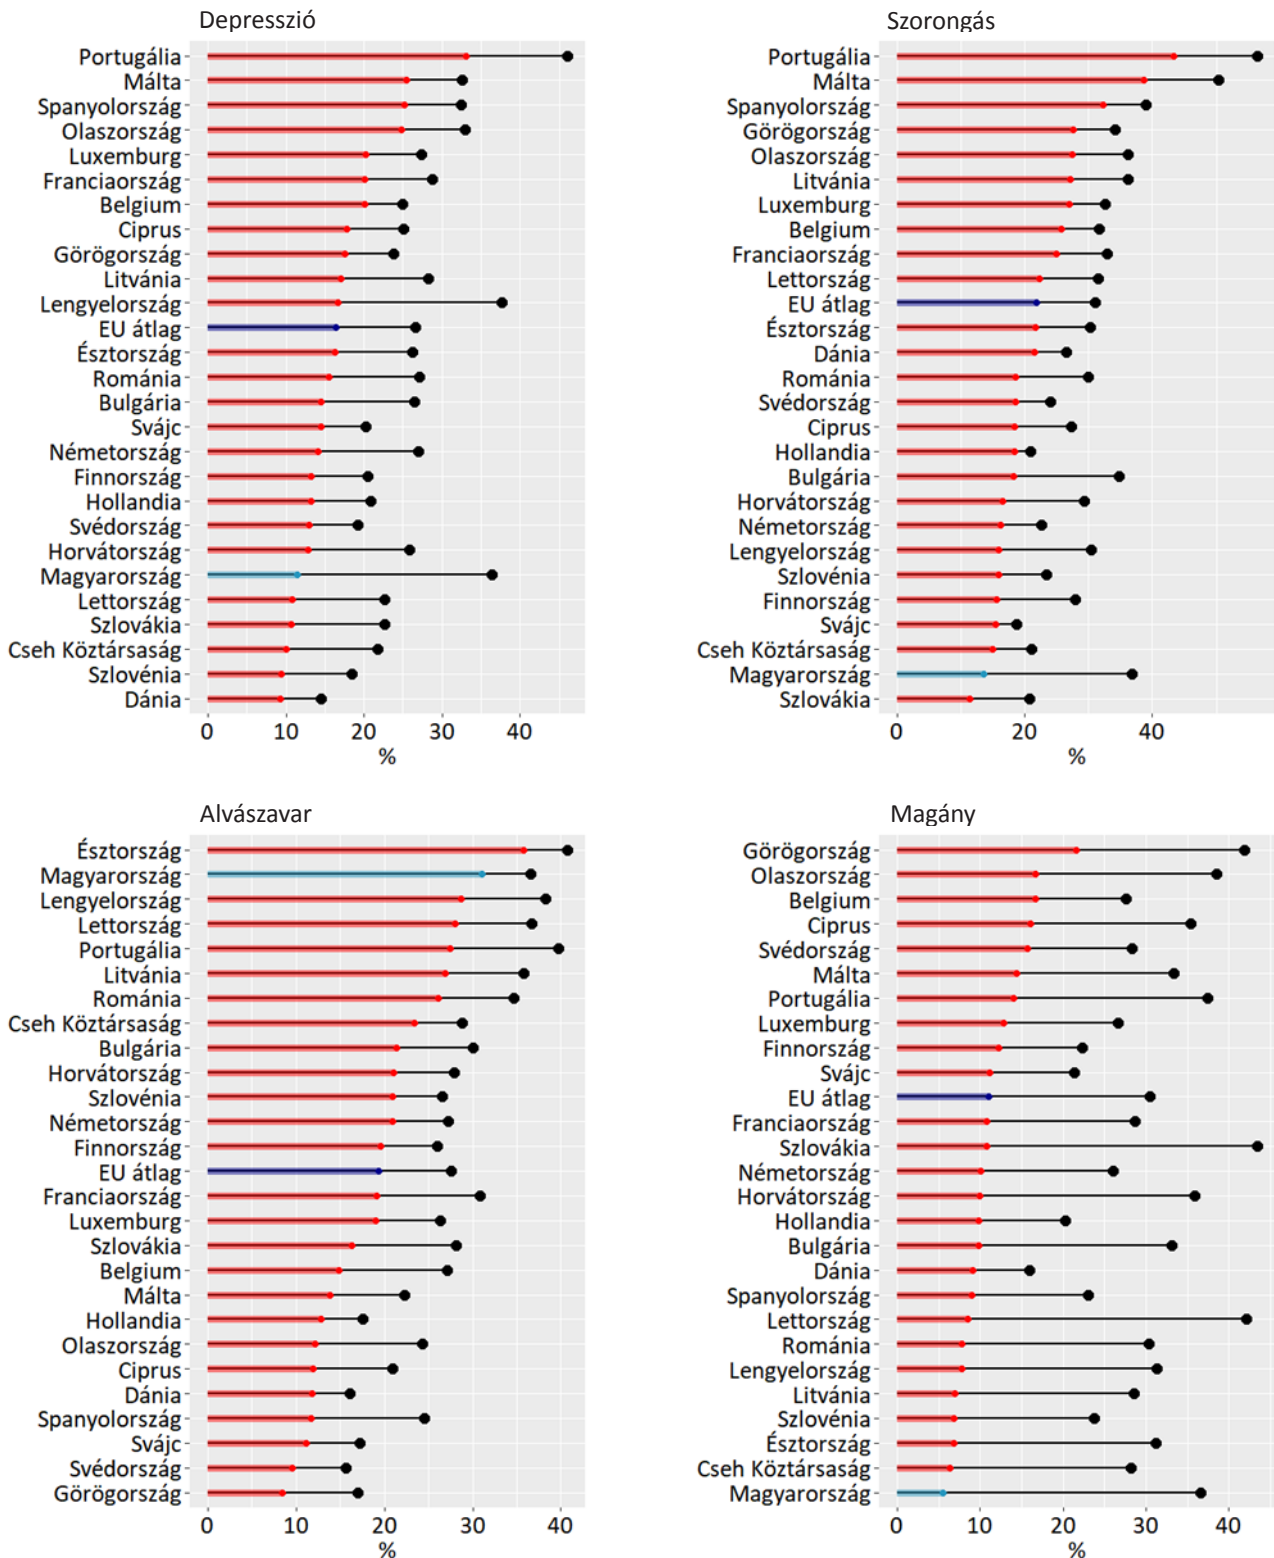 Depresszió
Portugália
Málta
Spanyolország
Olaszország
Luxemburg
Franciaország
Belgium
Ciprus
Görögország
Litvánia
Lengyelország
EU átlag
Észtország
Románia
Bulgária
Svájc
Németország
Finnország
Hollandia
Svédország
Horvátország
Magyarország
Lettország
Szlovákia
Cseh Köztársaság
Szlovénia
Dánia
0 10 20 30 40
%
Szorongás
Portugália
Málta
Spanyolország
Görögország
Olaszország
Litvánia
Luxemburg
Belgium
Franciaország
Lettország
EU átlag
Észtország
Dánia
Románia
Svédország
Ciprus
Hollandia
Bulgária
Horvátország
Németország
Lengyelország
Szlovénia
Finnország
Svájc
Cseh Köztársaság
Magyarország
Szlovákia
0 20 40
%
Alvászavar
Észtország
Magyarország
Lengyelország
Lettország
Portugália
Litvánia
Románia
Cseh Köztársaság
Bulgária
Horvátország
Szlovénia
Németország
Finnország
EU átlag
Franciaország
Luxemburg
Szlovákia
Belgium
Málta
Hollandia
Olaszország
Ciprus
Dánia
Spanyolország
Svájc
Svédország
Görögország
0 10 20 30 40
%
Magány
Görögország
Olaszország
Belgium
Ciprus
Svédország
Málta
Portugália
Luxemburg
Finnország
Svájc
EU átlag
Franciaország
Szlovákia
Németország
Horvátország
Hollandia
Bulgária
Dánia
Spanyolország
Lettország
Románia
Lengyelország
Litvánia
Szlovénia
Észtország
Cseh Köztársaság
Magyarország
0 10 20 30 40
%